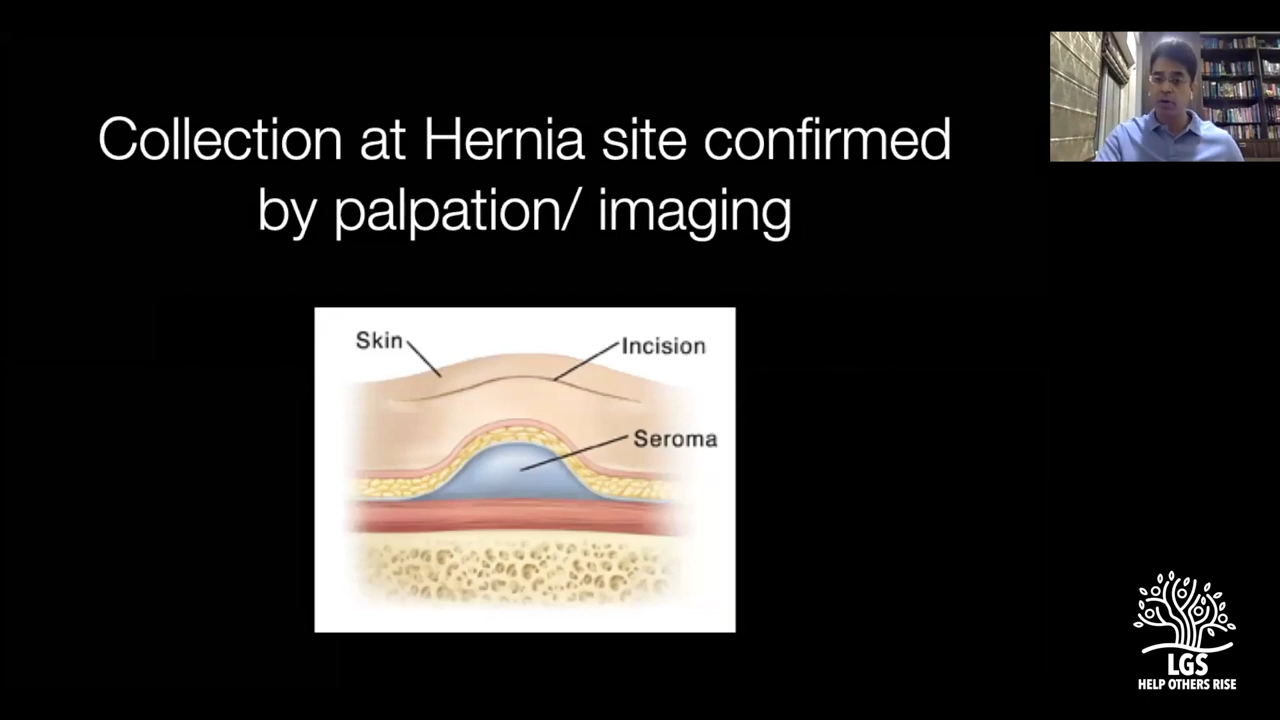 Collection at Hernia site confirmed
by palpation/ imaging
Skin
Incision
Seroma
LGS
HELP OTHERS RISE